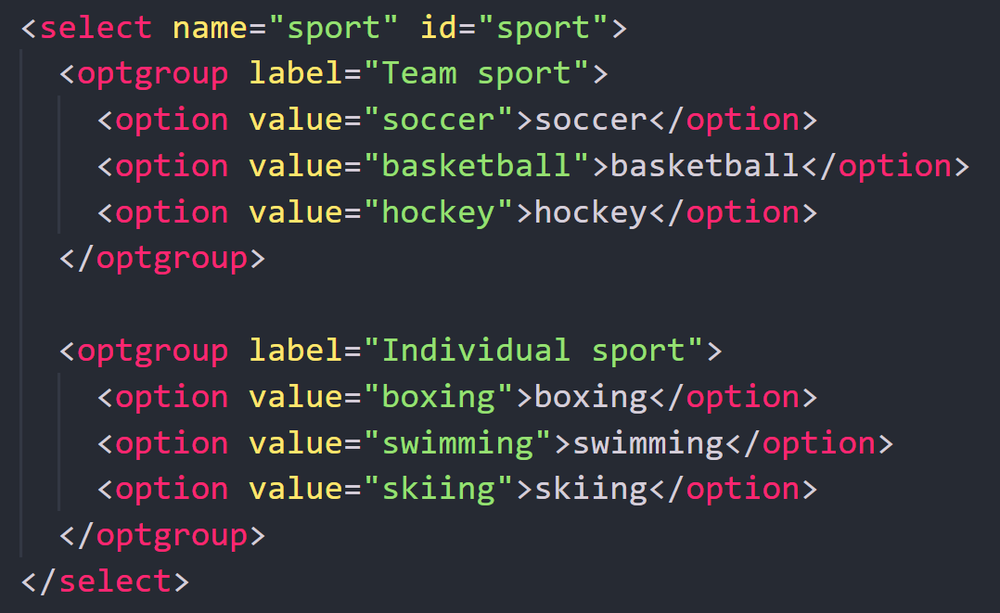 <select name="sport" id="sport">
  <optgroup label="Team sport">
    <option value="soccer">soccer</option>
    <option value="basketball">basketball</option>
    <option value="hockey">hockey</option>
  </optgroup>

  <optgroup label="Individual sport">
    <option value="boxing">boxing</option>
    <option value="swimming">swimming</option>
    <option value="skiing">skiing</option>
  </optgroup>
</select>